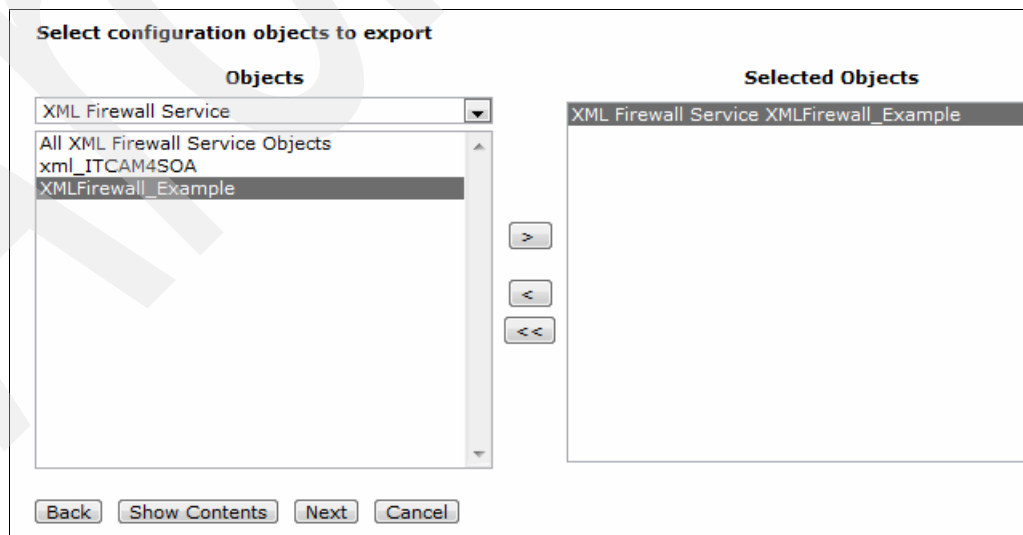 Select configuration objects to export
Objects
Selected Objects
XML Firewall Service
XML Firewall Service XMLFirewall_Example
All XML Firewall Service Objects
xml_ITCAM4SOA
XMLFirewall_Example
>
<
<<
Back
Show Contents
Next
Cancel